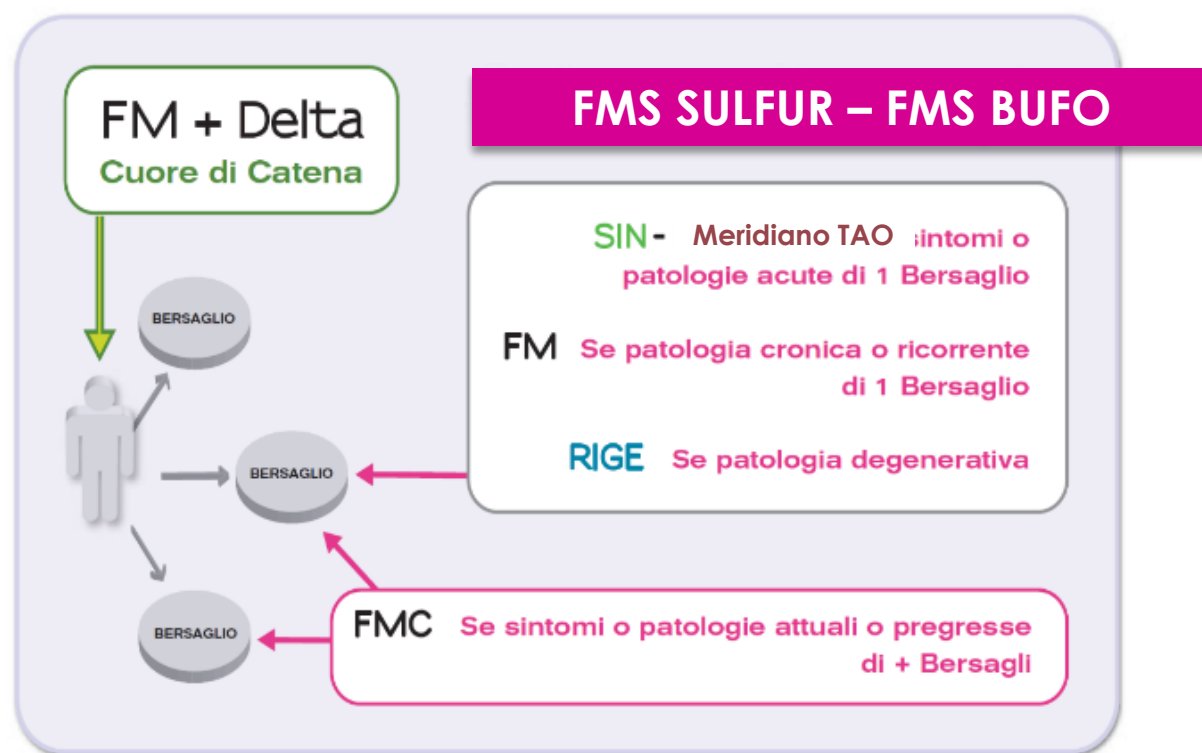 FM + Delta
Cuore di Catena
FMS SULFUR – FMS BUFO
SIN- Meridiano TAO sintomi o
patologie acute di 1 Bersaglio
FM Se patologia cronica o ricorrente
di 1 Bersaglio
RIGE Se patologia degenerativa
BERSAGLIO
BERSAGLIO
BERSAGLIO
FMC Se sintomi o patologie attuali o pregresse
di + Bersagli